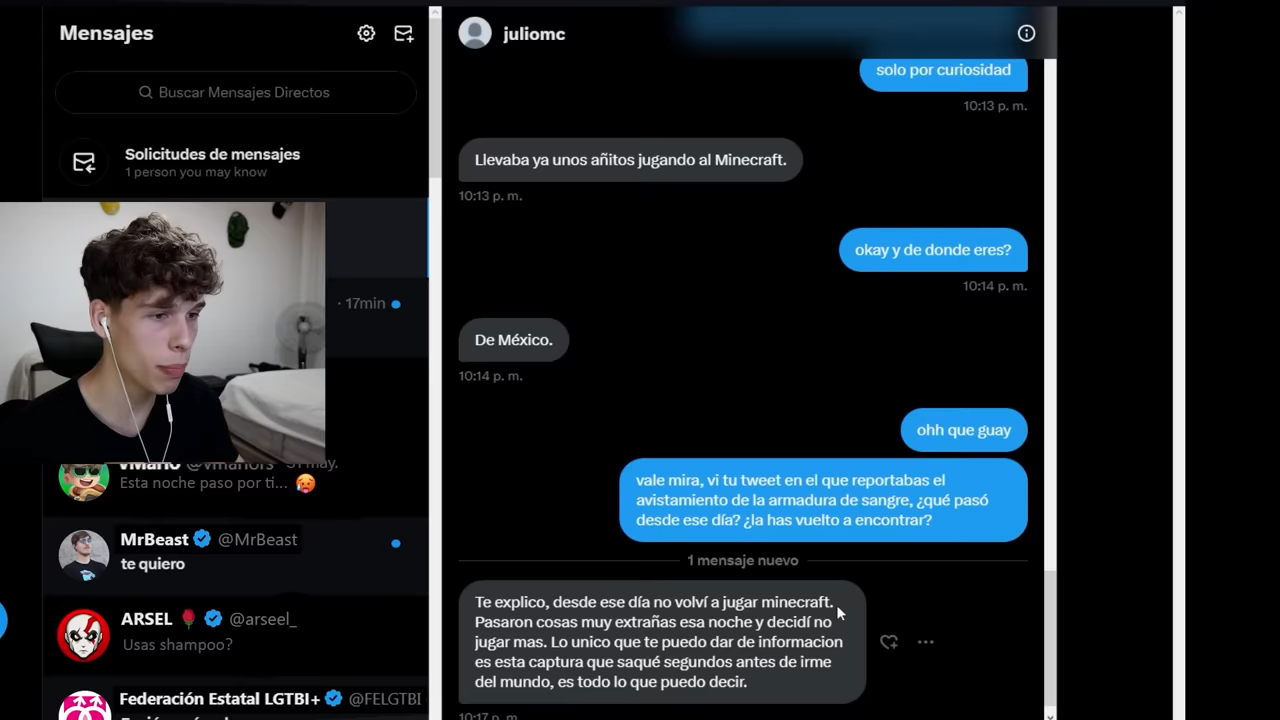 Mensajes
Buscar Mensajes Directos
Solicitudes de mensajes
1 person you may know
· 17min
vMario @vmariors 31 may.
Esta noche paso por ti... 🥵
MrBeast @MrBeast
te quiero
ARSEL 🌹 @arseel_
Usas shampoo?
Federación Estatal LGTBI+ @FELGTBI
juliomc
solo por curiosidad
10:13 p. m.
Llevaba ya unos añitos jugando al Minecraft.
10:13 p. m.
okay y de donde eres?
10:14 p. m.
De México.
10:14 p. m.
ohh que guay
vale mira, vi tu tweet en el que reportabas el
avistamiento de la armadura de sangre, ¿qué pasó
desde ese día? ¿la has vuelto a encontrar?
1 mensaje nuevo
Te explico, desde ese día no volví a jugar minecraft.
Pasaron cosas muy extrañas esa noche y decidí no
jugar mas. Lo unico que te puedo dar de informacion
es esta captura que saqué segundos antes de irme
del mundo, es todo lo que puedo decir.
10:17 p. m.